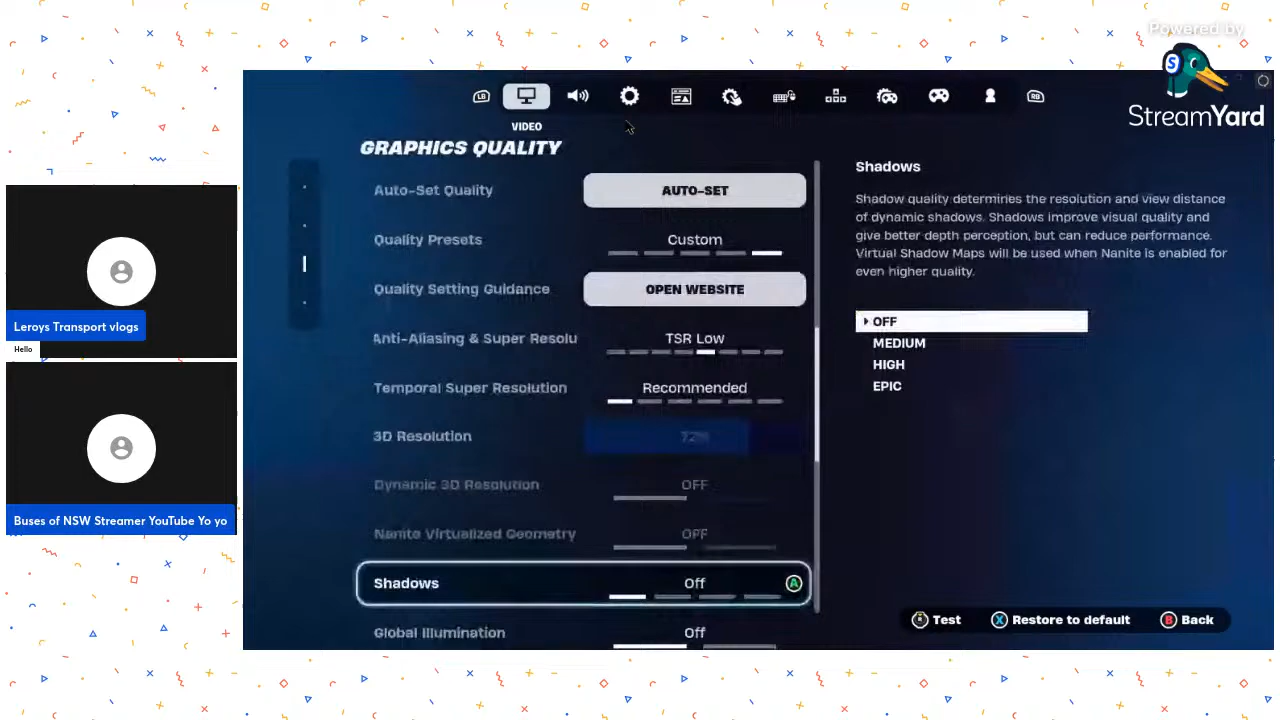 Powered by
StreamYard
LB
RB
VIDEO
GRAPHICS QUALITY
Auto-Set Quality
AUTO-SET
Quality Presets
Custom
Quality Setting Guidance
OPEN WEBSITE
Anti-Aliasing & Super Resolu
TSR Low
Temporal Super Resolution
Recommended
3D Resolution
72%
Dynamic 3D Resolution
OFF
Nanite Virtualized Geometry
OFF
Shadows
Off
A
Global Illumination
Off
Shadows
Shadow quality determines the resolution and view distance
of dynamic shadows. Shadows improve visual quality and
give better depth perception, but can reduce performance.
Virtual Shadow Maps will be used when Nanite is enabled for
even higher quality.
OFF
MEDIUM
HIGH
EPIC
Test
X Restore to default
B Back
Leroys Transport vlogs
Hello
Buses of NSW Streamer YouTube Yo yo